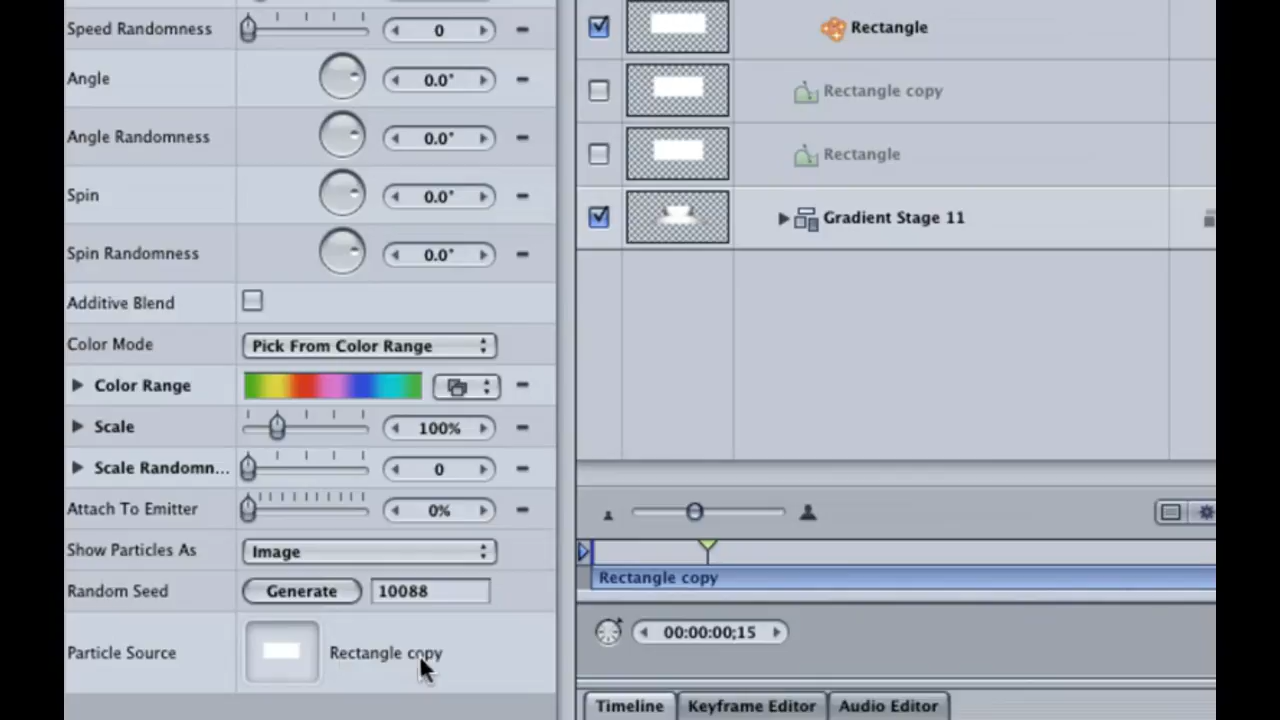 Speed Randomness 0
Angle 0.0°
Angle Randomness 0.0°
Spin 0.0°
Spin Randomness 0.0°
Additive Blend
Color Mode Pick From Color Range
Color Range
Scale 100%
Scale Randomn... 0
Attach To Emitter 0%
Show Particles As Image
Random Seed Generate 10088
Particle Source Rectangle copy
Rectangle
Rectangle copy
Rectangle
Gradient Stage 11
Rectangle copy
00:00:00;15
Timeline Keyframe Editor Audio Editor